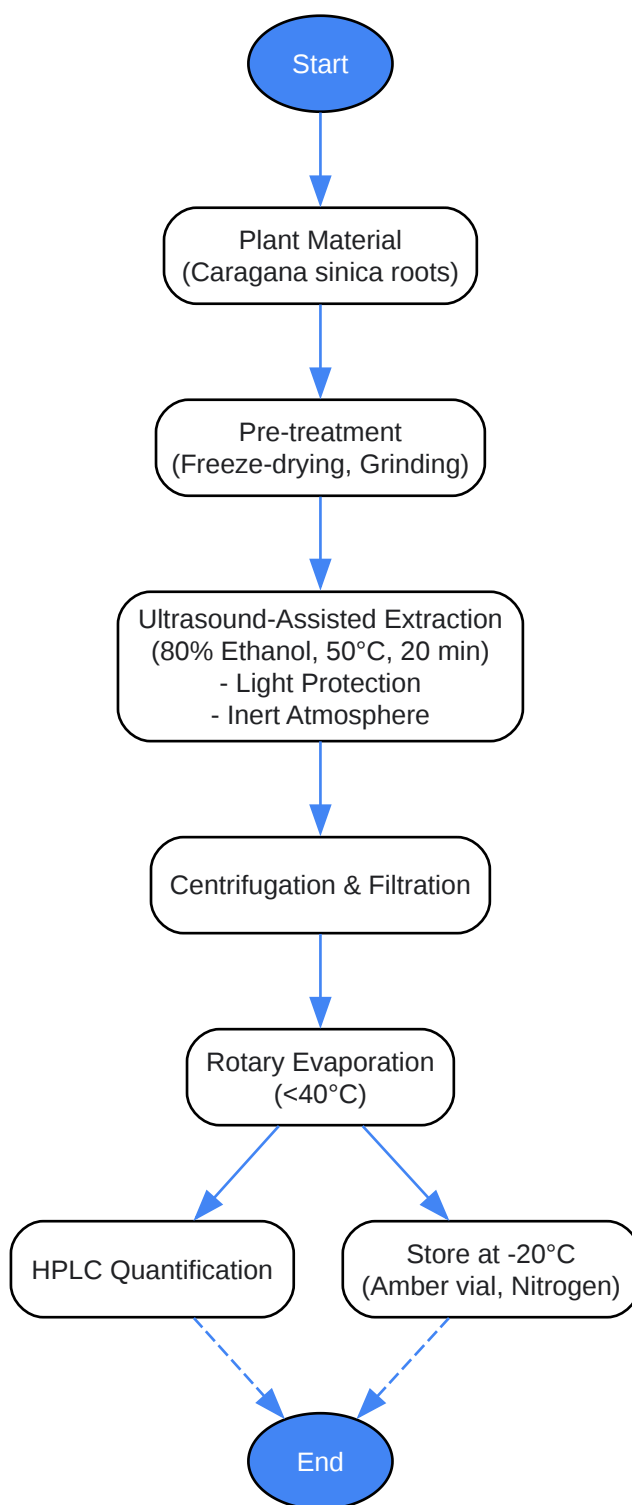 Start
Plant Material
(Caragana sinica roots)
Pre-treatment
(Freeze-drying, Grinding)
Ultrasound-Assisted Extraction
(80% Ethanol, 50°C, 20 min)
- Light Protection
- Inert Atmosphere
Centrifugation & Filtration
Rotary Evaporation
(<40°C)
HPLC Quantification
Store at -20°C
(Amber vial, Nitrogen)
End